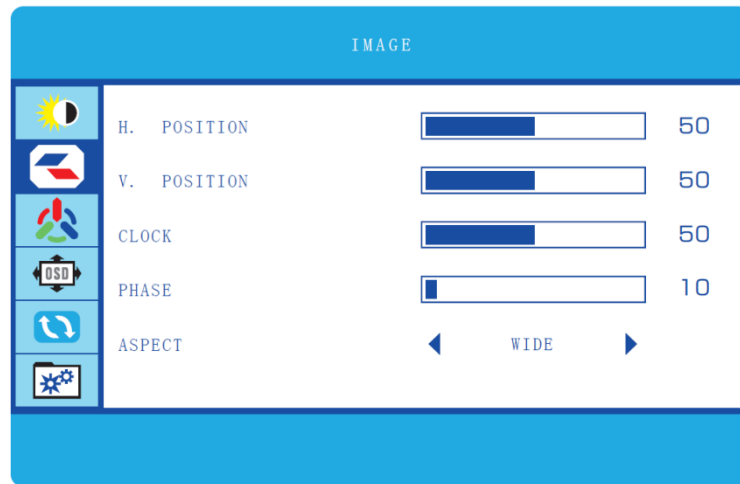 IMAGE
H. POSITION 50
V. POSITION 50
CLOCK 50
PHASE 10
OSD
ASPECT WIDE